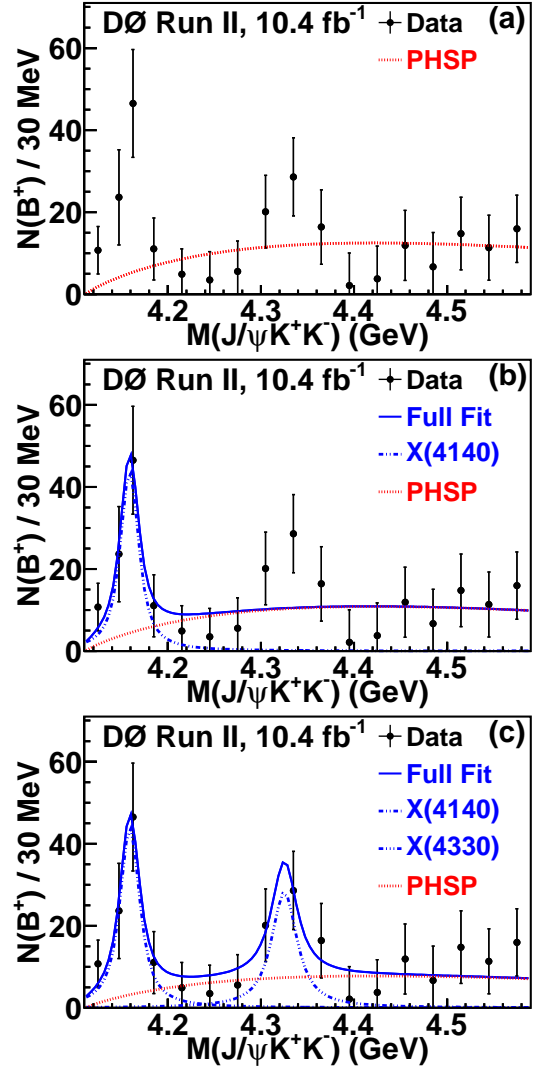 DØ Run II, 10.4 fb⁻¹ Data (a)
PHSP
N(B⁺) / 30 MeV
60
40
20
0
4.2 4.3 4.4 4.5
M(J/ψK⁺K⁻) (GeV)
DØ Run II, 10.4 fb⁻¹ Data (b)
Full Fit
X(4140)
PHSP
N(B⁺) / 30 MeV
60
40
20
0
4.2 4.3 4.4 4.5
M(J/ψK⁺K⁻) (GeV)
DØ Run II, 10.4 fb⁻¹ Data (c)
Full Fit
X(4140)
X(4330)
PHSP
N(B⁺) / 30 MeV
60
40
20
0
4.2 4.3 4.4 4.5
M(J/ψK⁺K⁻) (GeV)